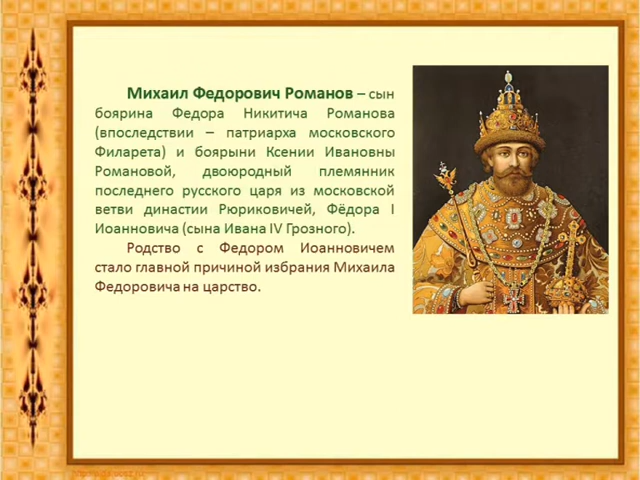 Михаил Федорович Романов – сын
боярина Федора Никитича Романова
(впоследствии – патриарха московского
Филарета) и боярыни Ксении Ивановны
Романовой, двоюродный племянник
последнего русского царя из московской
ветви династии Рюриковичей, Фёдора I
Иоанновича (сына Ивана IV Грозного).
Родство с Федором Иоанновичем
стало главной причиной избрания Михаила
Федоровича на царство.